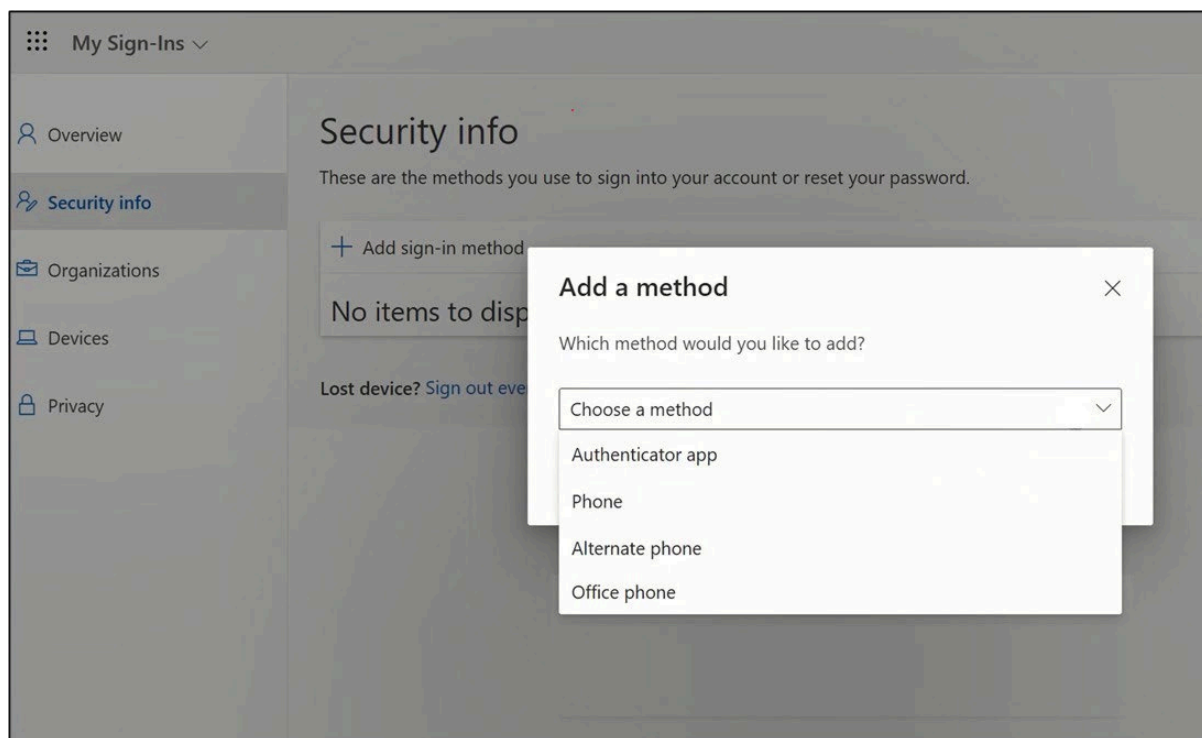 My Sign-Ins
Overview
Security info
Organizations
Devices
Privacy
Security info
These are the methods you use to sign into your account or reset your password.
+ Add sign-in method
No items to disp
Lost device? Sign out eve
Add a method
Which method would you like to add?
Choose a method
Authenticator app
Phone
Alternate phone
Office phone